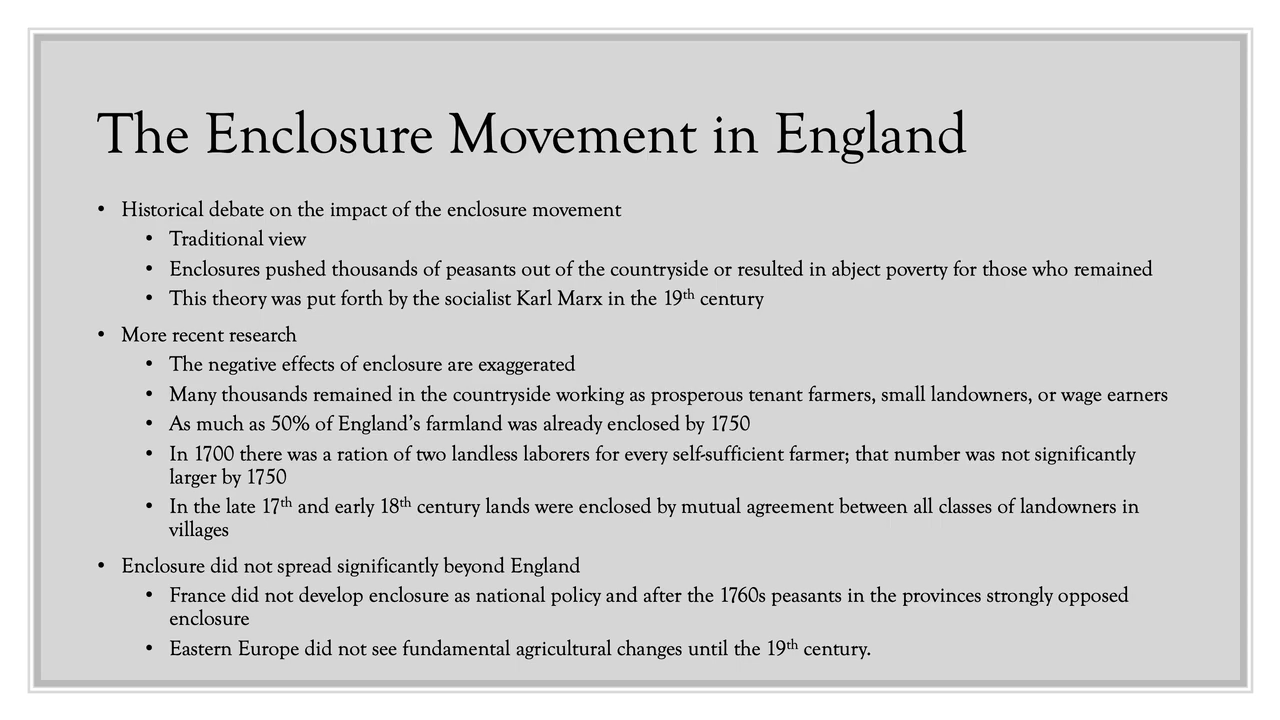 The Enclosure Movement in England
• Historical debate on the impact of the enclosure movement
• Traditional view
• Enclosures pushed thousands of peasants out of the countryside or resulted in abject poverty for those who remained
• This theory was put forth by the socialist Karl Marx in the 19th century
• More recent research
• The negative effects of enclosure are exaggerated
• Many thousands remained in the countryside working as prosperous tenant farmers, small landowners, or wage earners
• As much as 50% of England’s farmland was already enclosed by 1750
• In 1700 there was a ration of two landless laborers for every self-sufficient farmer; that number was not significantly
larger by 1750
• In the late 17th and early 18th century lands were enclosed by mutual agreement between all classes of landowners in
villages
• Enclosure did not spread significantly beyond England
• France did not develop enclosure as national policy and after the 1760s peasants in the provinces strongly opposed
enclosure
• Eastern Europe did not see fundamental agricultural changes until the 19th century.